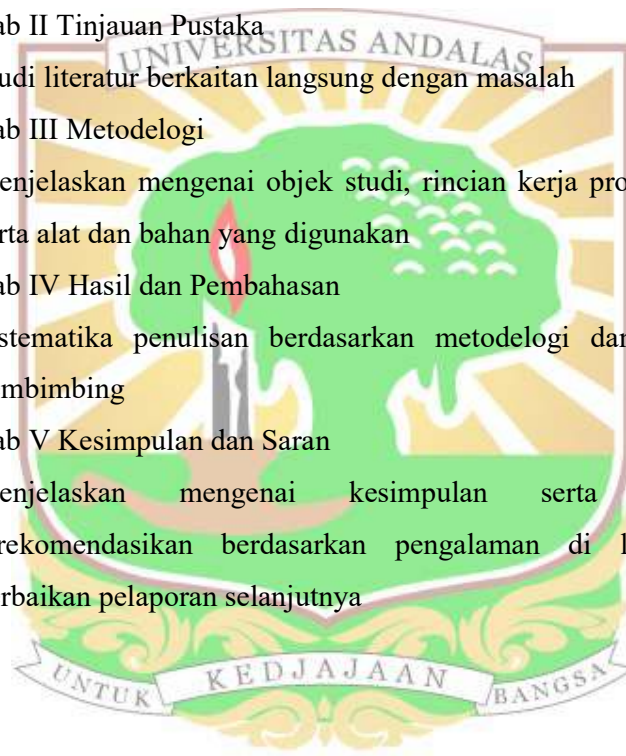 ab II Tinjauan Pustaka
UNIVERSITAS ANDALAS
udi literatur berkaitan langsung dengan masalah
ab III Metodelogi
enjelaskan mengenai objek studi, rincian kerja pro
rta alat dan bahan yang digunakan
ab IV Hasil dan Pembahasan
stematika penulisan berdasarkan metodelogi dar
mbimbing
ab V Kesimpulan dan Saran
enjelaskan mengenai kesimpulan serta
rekomendasikan berdasarkan pengalaman di l
rbaikan pelaporan selanjutnya
UNTUK KEDJAJAAN BANGSA